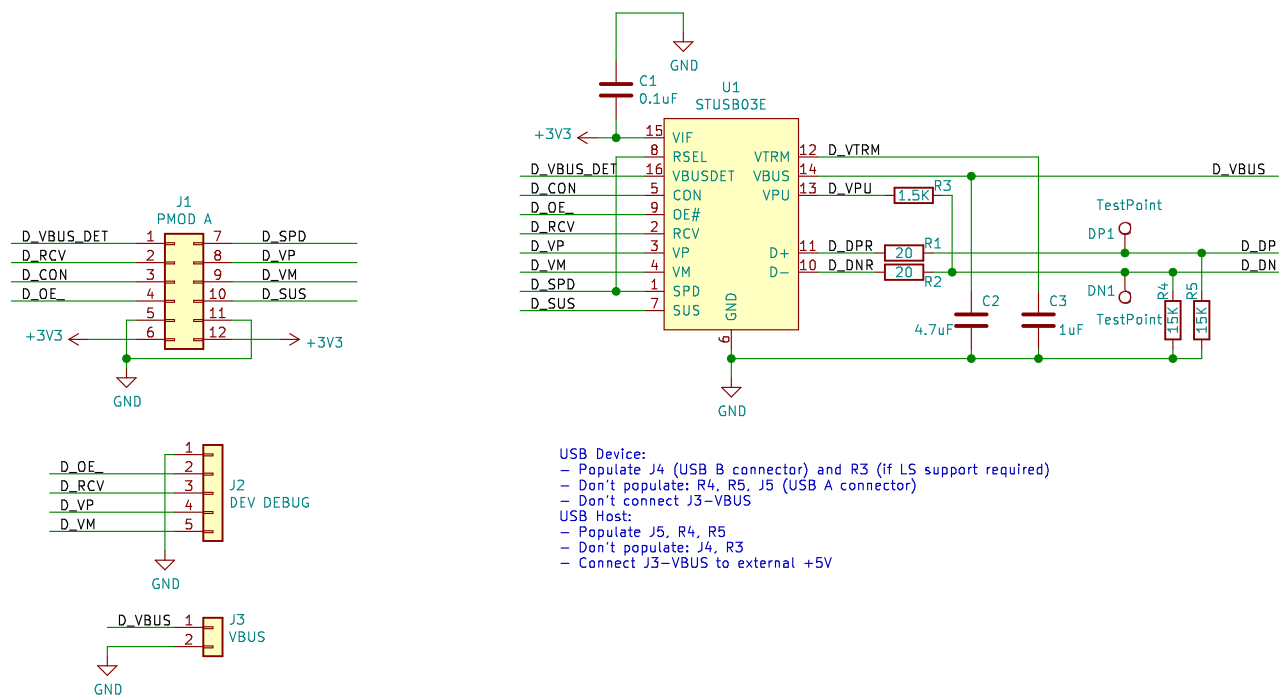 GND
C1
0.1uF
U1
STUSB03E
+3V3
15 VIF
8 RSEL
D_VBUS_DET 16 VBUSDET
D_CON 5 CON
D_OE_ 9 OE#
D_RCV 2 RCV
D_VP 3 VP
D_VM 4 VM
D_SPD 1 SPD
D_SUS 7 SUS
VTRM 12 D_VTRM
VBUS 14 D_VBUS
VPU 13 D_VPU
R3
1.5K
D+ 11 D_DPR
20 R1
D_DP
D- 10 D_DNR
20 R2
D_DN
GND
6
GND
TestPoint
DP1
DN1
TestPoint
R4
15K
R5
15K
C2
4.7uF
C3
1uF
J1
PMOD A
D_VBUS_DET 1 7 D_SPD
D_RCV 2 8 D_VP
D_CON 3 9 D_VM
D_OE_ 4 10 D_SUS
5 11
+3V3 6 12 +3V3
GND
1
D_OE_ 2
D_RCV 3
D_VP 4
D_VM 5
J2
DEV DEBUG
GND
D_VBUS 1
2
J3
VBUS
GND
USB Device:
– Populate J4 (USB B connector) and R3 (if LS support required)
– Don't populate: R4, R5, J5 (USB A connector)
– Don't connect J3–VBUS
USB Host:
– Populate J5, R4, R5
– Don't populate: J4, R3
– Connect J3–VBUS to external +5V